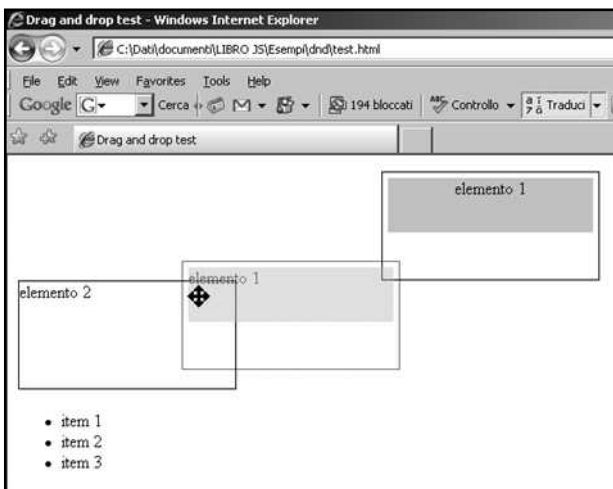 Drag and drop test - Windows Internet Explorer
C:\Dati\documenti\LIBRO JS\Esempi\dnd\test.html
File Edit View Favorites Tools Help
Google G Cerca 194 bloccati ABC Controllo Traduci
Drag and drop test
elemento 1
elemento 1
elemento 2
• item 1
• item 2
• item 3